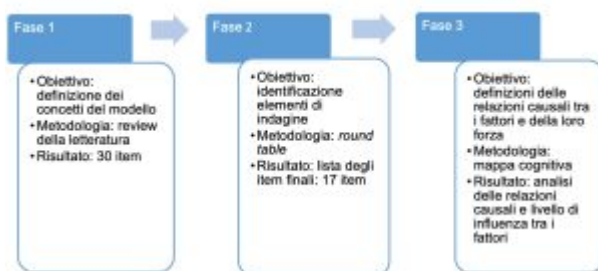 Fase 1
•Obiettivo:
definizione dei
concetti del modello
•Metodologia: review
della letteratura
•Risultato: 30 item
Fase 2
•Obiettivo:
identificazione
elementi di
indagine
•Metodologia: round
table
•Risultato: lista degli
item finali: 17 item
Fase 3
•Obiettivo:
definizioni delle
relazioni causali tra
i fattori e della loro
forza
•Metodologia:
mappa cognitiva
•Risultato: analisi
delle relazioni
causali e livello di
influenza tra i
fattori